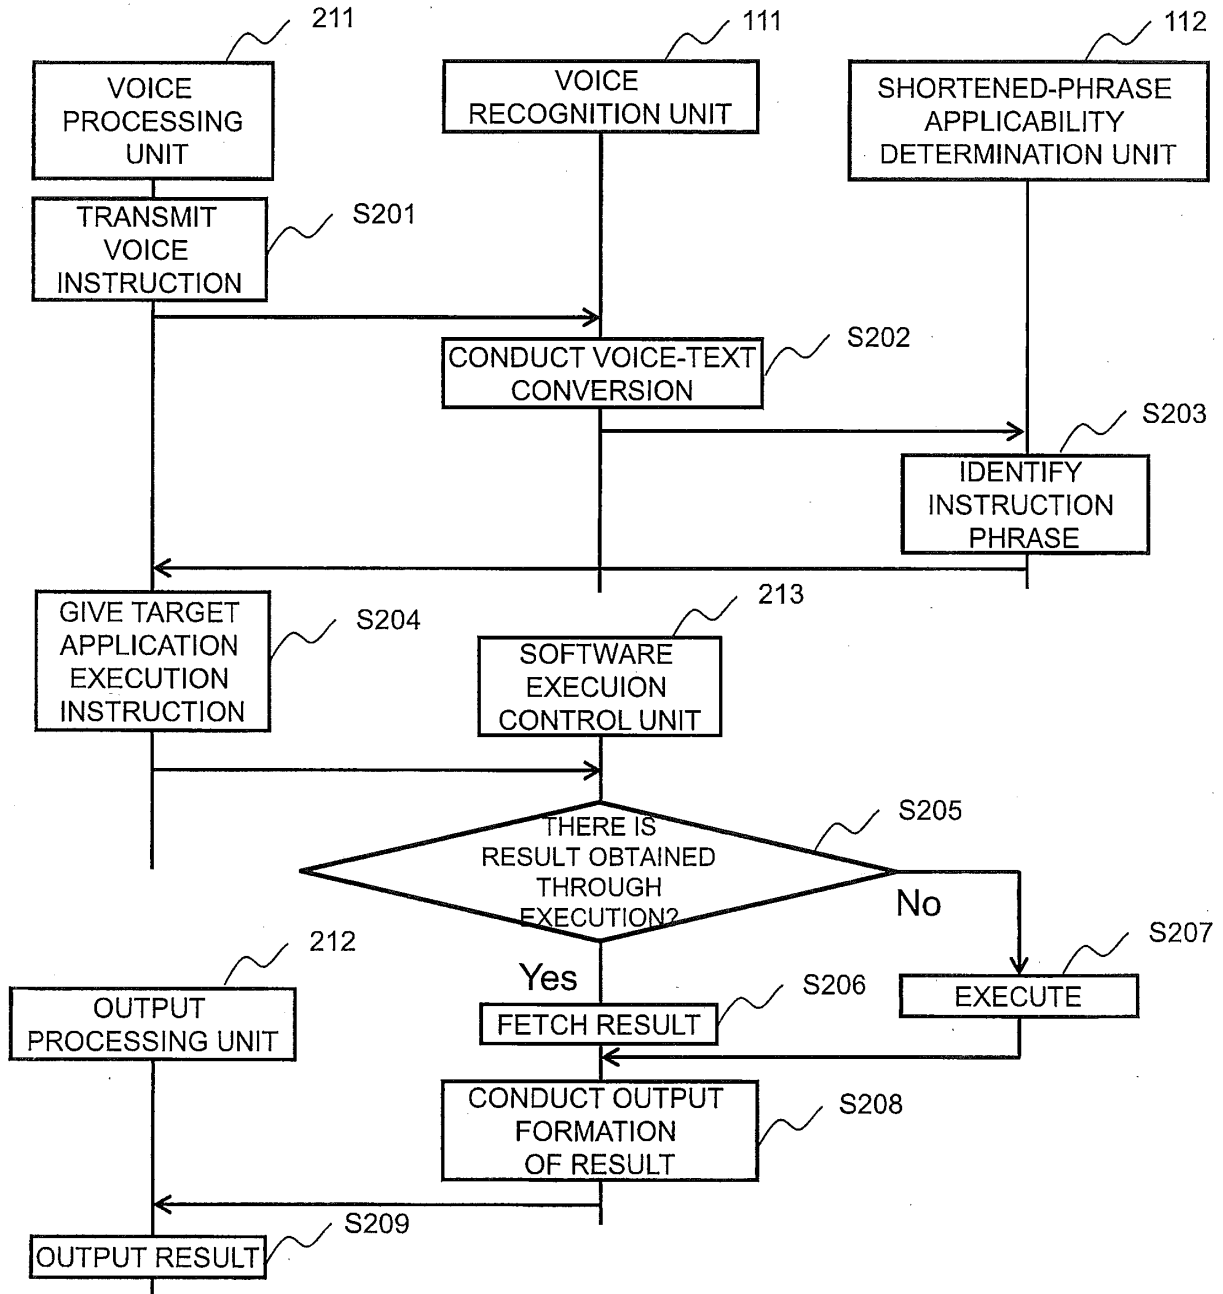 211
111
112
VOICE
PROCESSING
UNIT
VOICE
RECOGNITION UNIT
SHORTENED-PHRASE
APPLICABILITY
DETERMINATION UNIT
TRANSMIT
VOICE
INSTRUCTION
S201
CONDUCT VOICE-TEXT
CONVERSION
S202
S203
IDENTIFY
INSTRUCTION
PHRASE
GIVE TARGET
APPLICATION
EXECUTION
INSTRUCTION
S204
213
SOFTWARE
EXECUION
CONTROL UNIT
THERE IS
RESULT OBTAINED
THROUGH
EXECUTION?
S205
No
Yes
212
OUTPUT
PROCESSING UNIT
FETCH RESULT
S206
S207
EXECUTE
CONDUCT OUTPUT
FORMATION
OF RESULT
S208
OUTPUT RESULT
S209